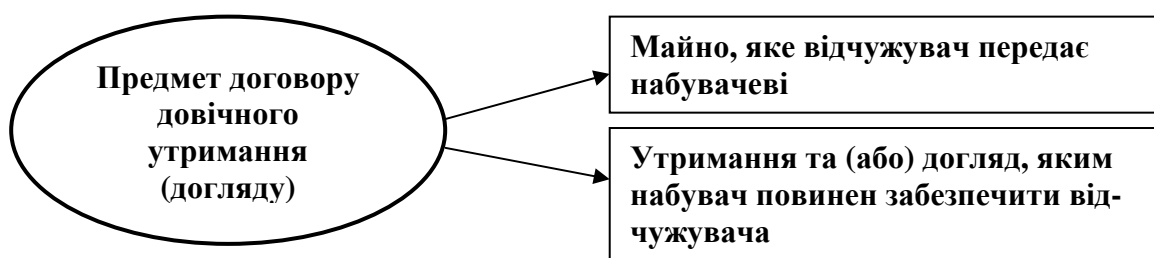 Предмет договору
довічного
утримання
(догляду)
Майно, яке відчужувач передає
набувачеві
Утримання та (або) догляд, яким
набувач повинен забезпечити від-
чужувача